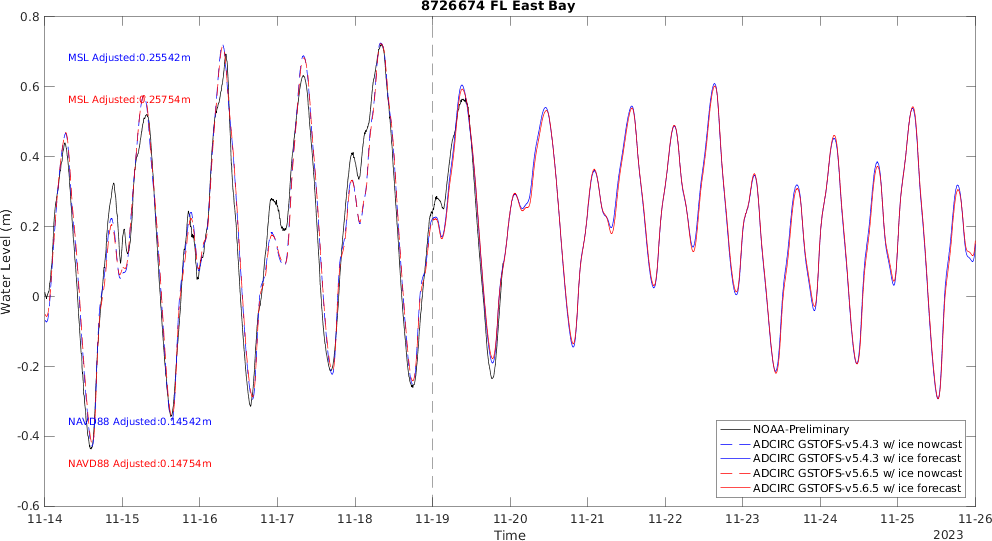 8726674 FL East Bay
0.8
0.6
0.4
0.2
0
-0.2
-0.4
-0.6
Water Level (m)
MSL Adjusted:0.25542m
MSL Adjusted:0.25754m
NAVD88 Adjusted:0.14542m
NAVD88 Adjusted:0.14754m
NOAA-Preliminary
ADCIRC GSTOFS-v5.4.3 w/ ice nowcast
ADCIRC GSTOFS-v5.4.3 w/ ice forecast
ADCIRC GSTOFS-v5.6.5 w/ ice nowcast
ADCIRC GSTOFS-v5.6.5 w/ ice forecast
11-14 11-15 11-16 11-17 11-18 11-19 11-20 11-21 11-22 11-23 11-24 11-25 11-26
Time
2023